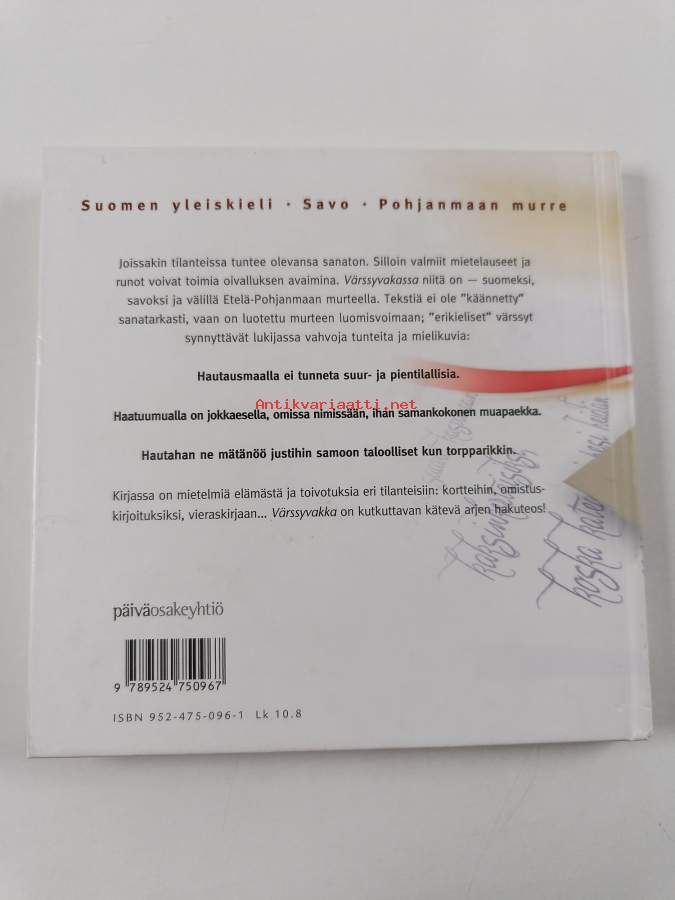 Suomen yleiskieli · Savo · Pohjanmaan murre
Joissakin tilanteissa tuntee olevansa sanaton. Silloin valmiit mietelauseet ja
runot voivat toimia oivalluksen avaimina. Värssyvakassa niitä on — suomeksi,
savoksi ja välillä Etelä-Pohjanmaan murteella. Tekstiä ei ole "käännetty"
sanatarkasti, vaan on luotettu murteen luomisvoimaan; "erikieliset" värssyt
synnyttävät lukijassa vahvoja tunteita ja mielikuvia:
Hautausmaalla ei tunneta suur- ja pientilallisia.
Antikvariaatti.net
Haatuumualla on jokkaesella, omissa nimissään, ihan samankokonen muapaekka.
Hautahan ne mätänöö justihin samoon taloolliset kun torpparikkin.
Kirjassa on mietelmiä elämästä ja toivotuksia eri tilanteisiin: kortteihin, omistus-
kirjoituksiksi, vieraskirjaan... Värssyvakka on kutkuttavan kätevä arjen hakuteos!
koska
päiväosakeyhtiö
9 789524 750967
ISBN 952-475-096-1 Lk 10.8